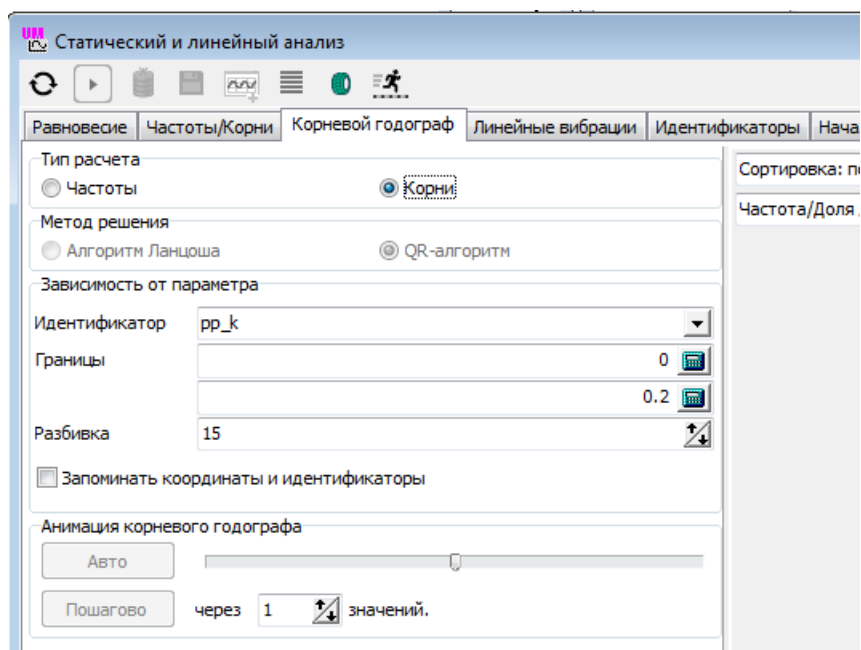 UM Статический и линейный анализ
Равновесие Частоты/Корни Корневой годограф Линейные вибрации Идентификаторы
Тип расчета
Частоты Корни
Сортировка:
Метод решения
Частота/Доля
Алгоритм Ланцоша QR-алгоритм
Зависимость от параметра
Идентификатор pp_k
Границы 0
0.2
Разбивка 15
Запоминать координаты и идентификаторы
Анимация корневого годографа
Авто
Пошагово через 1 значений.